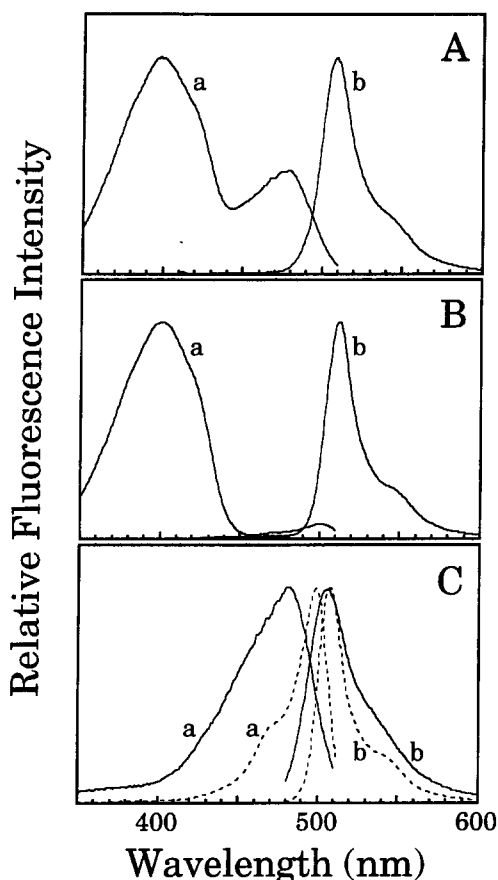 Relative Fluorescence Intensity
A
a
b
B
a
b
C
a
a
b
b
400
500
600
Wavelength (nm)